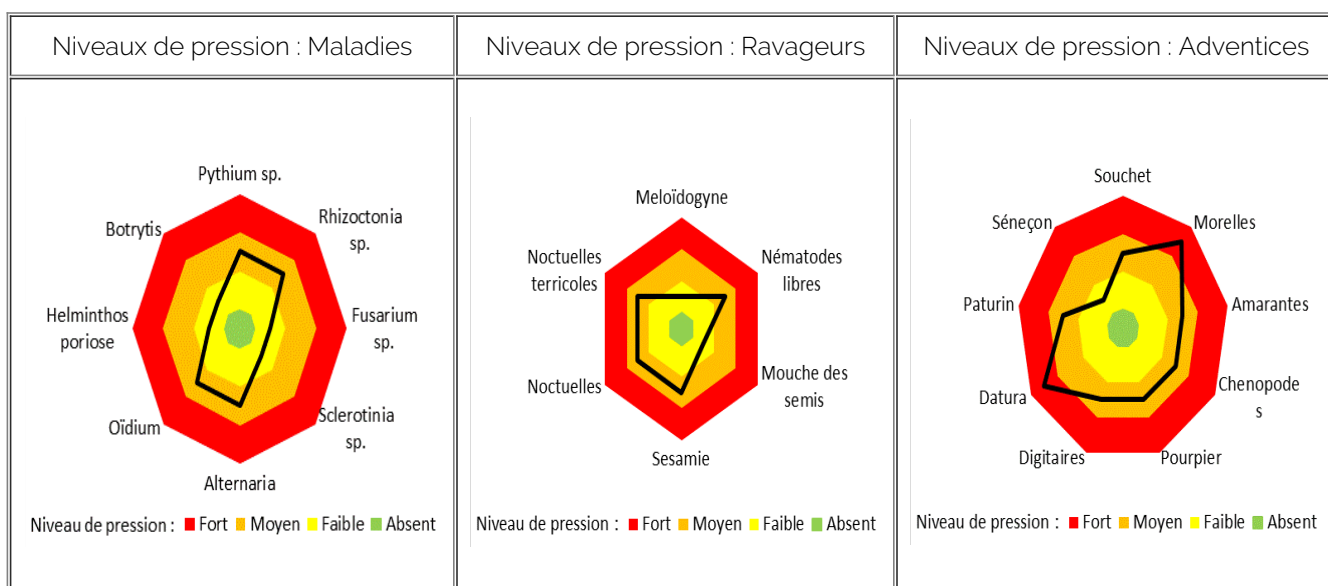 Niveaux de pression : Maladies
Niveaux de pression : Ravageurs
Niveaux de pression : Adventices
Pythium sp.
Rhizoctonia
sp.
Fusarium
sp.
Sclerotinia
sp.
Alternaria
Oïdium
Helminthos
poriose
Botrytis
Niveau de pression : Fort Moyen Faible Absent
Meloïdogyne
Nématodes
libres
Mouche des
semis
Sesamie
Noctuelles
Noctuelles
terricoles
Niveau de pression : Fort Moyen Faible Absent
Souchet
Morelles
Amarantes
Chenopode
s
Pourpier
Digitaires
Datura
Paturin
Séneçon
Niveau de pression : Fort Moyen Faible Absent